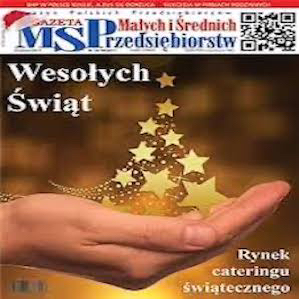 GAZETA
MSP
Małych i Średnich
Przedsiębiorstw
Wesołych
Świąt
Rynek
cateringu
świątecznego